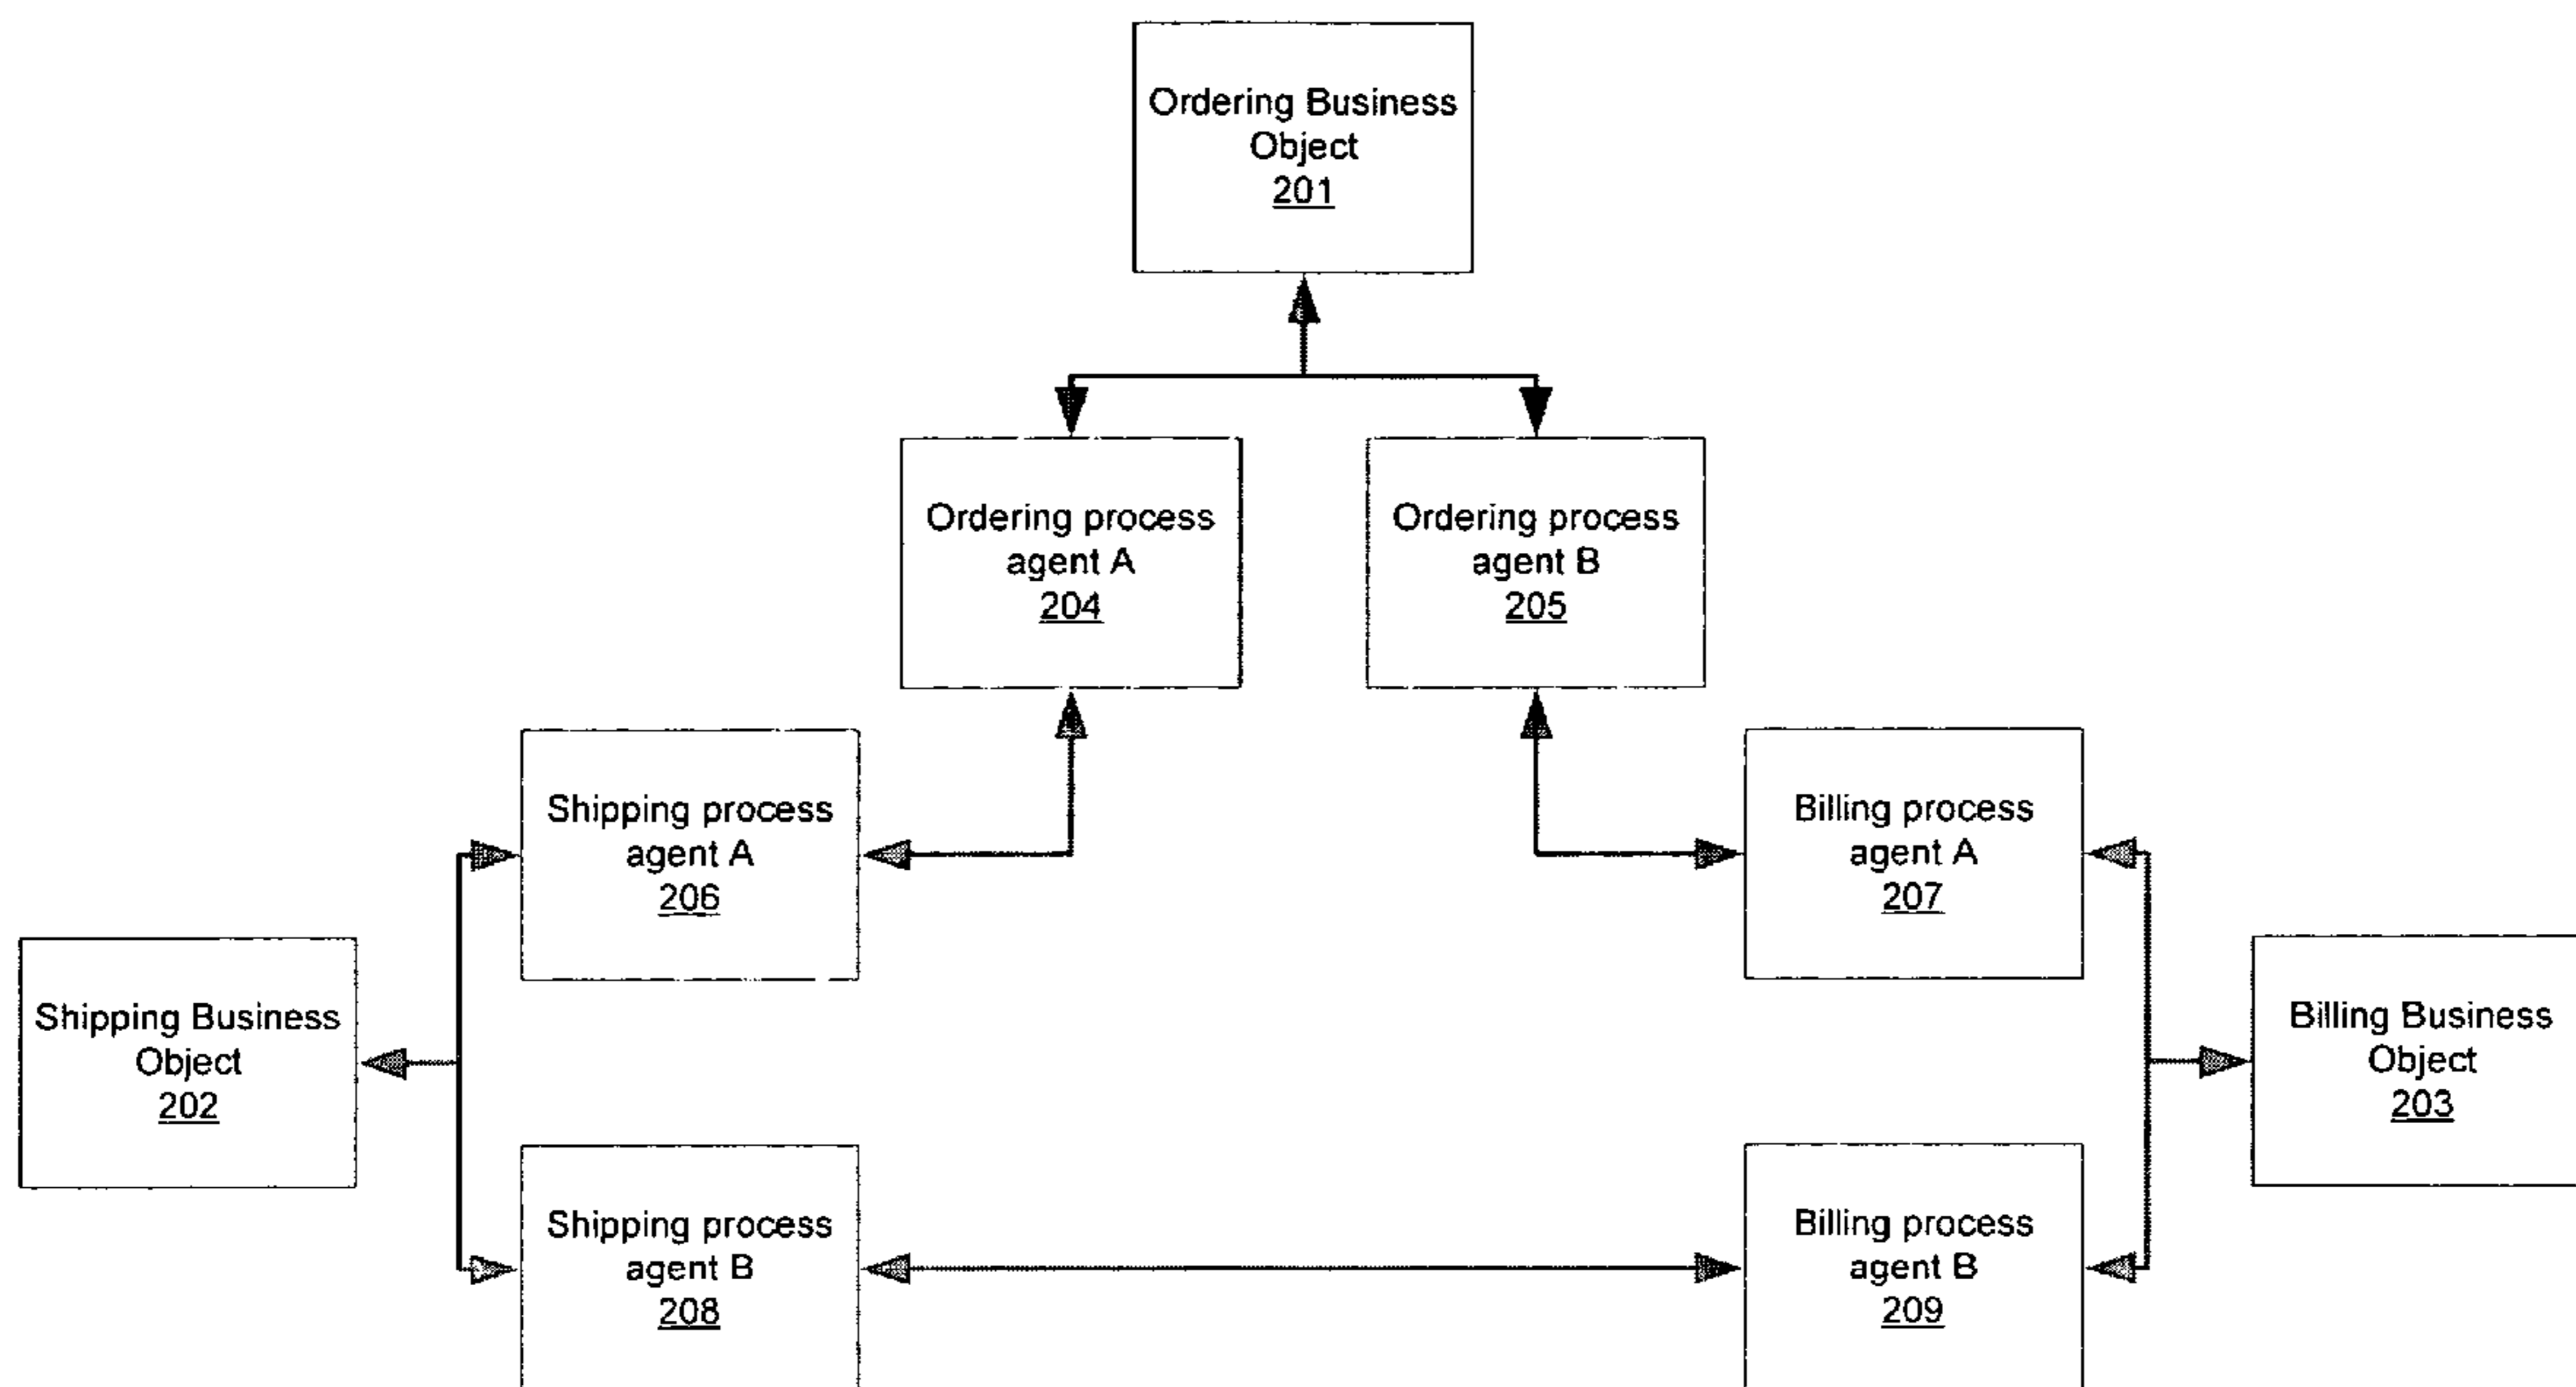 Ordering Business
Object
201
Ordering process
agent A
204
Ordering process
agent B
205
Shipping process
agent A
206
Billing process
agent A
207
Shipping Business
Object
202
Billing Business
Object
203
Shipping process
agent B
208
Billing process
agent B
209